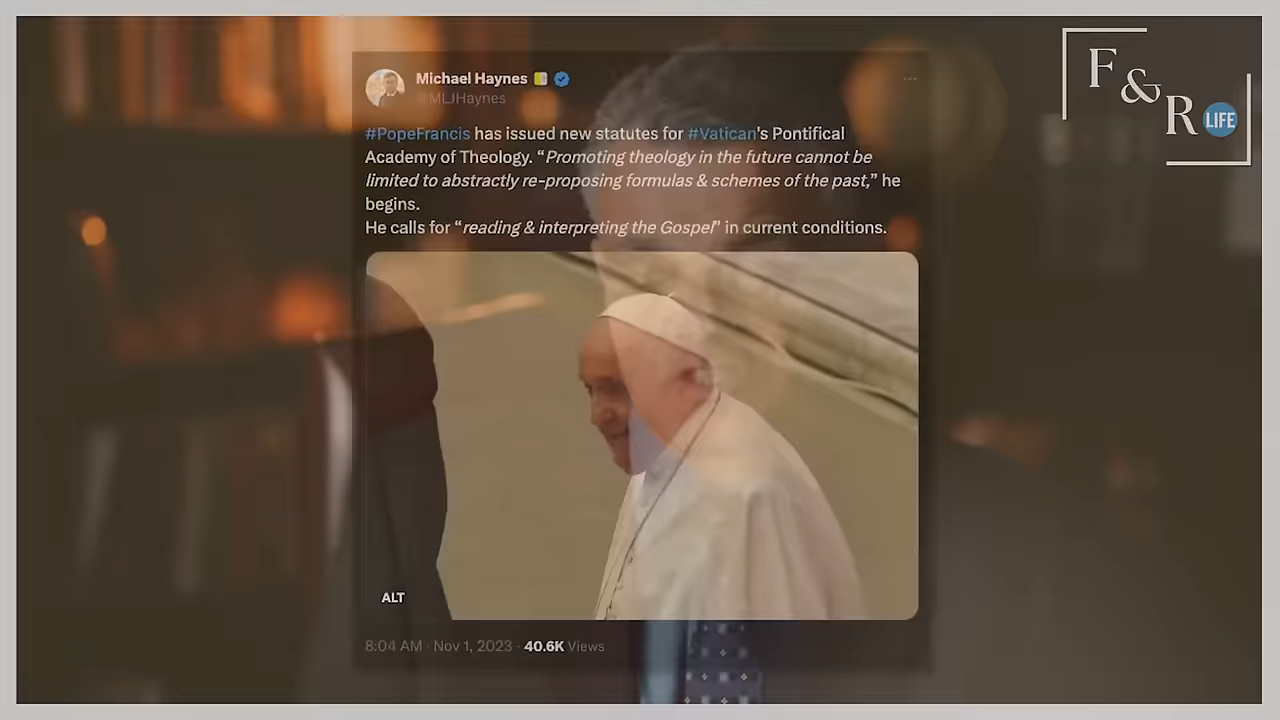 F
&
R LIFE
Michael Haynes
@MLJHaynes
#PopeFrancis has issued new statutes for #Vatican's Pontifical
Academy of Theology. “Promoting theology in the future cannot be
limited to abstractly re-proposing formulas & schemes of the past,” he
begins.
He calls for “reading & interpreting the Gospel” in current conditions.
ALT
8:04 AM · Nov 1, 2023 · 40.6K Views